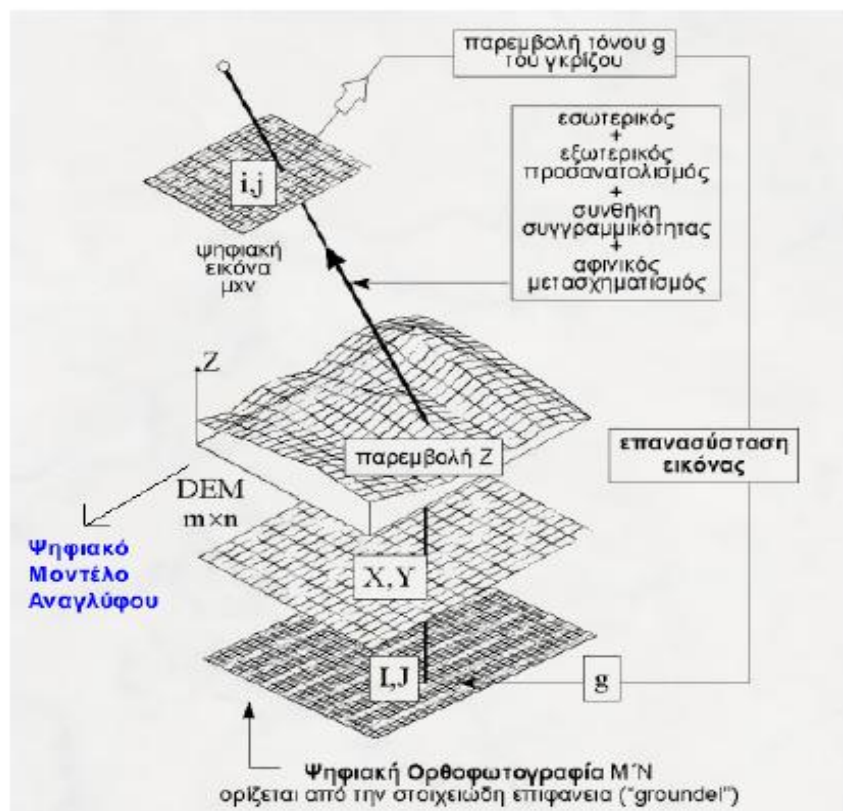 παρεμβολή τόνου g
του γκρίζου
εσωτερικός
+
εξωτερικός
προσανατολισμός
+
συνθήκη
συγγραμμικότητας
+
αφινικός
μετασχηματισμός
i,j
ψηφιακή
εικόνα
μxν
Z
παρεμβολή Z
επανασύσταση
εικόνας
DEM
m×n
Ψηφιακό
Μοντέλο
Αναγλύφου
X,Y
I,J
g
Ψηφιακή Ορθοφωτογραφία M΄N
ορίζεται από την στοιχειώδη επιφάνεια ("groundel")